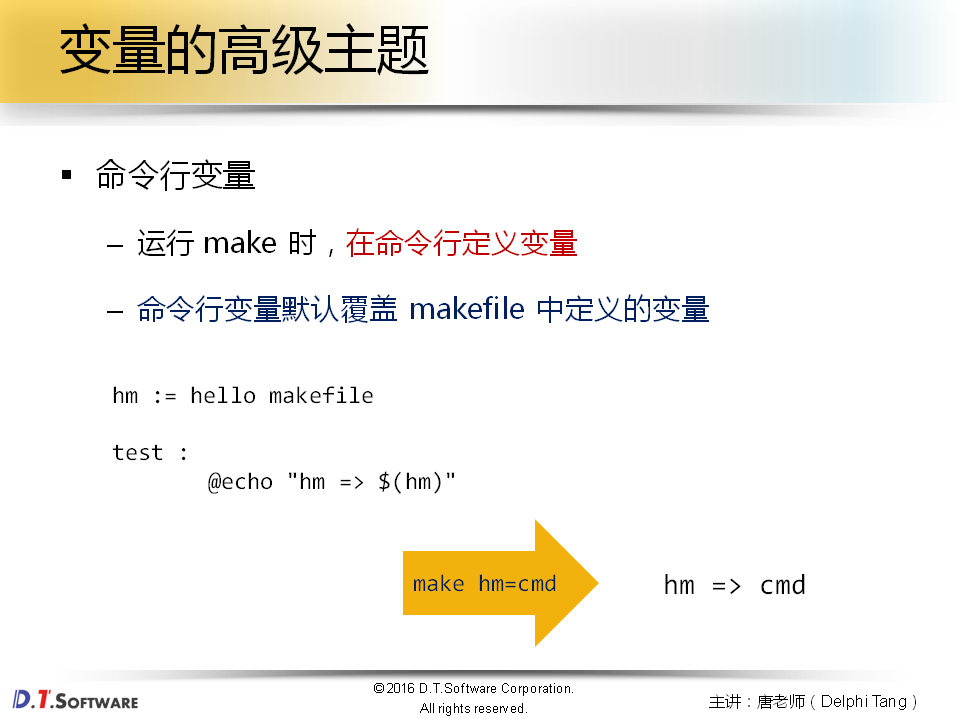 变量的高级主题
▪ 命令行变量
– 运行 make 时，在命令行定义变量
– 命令行变量默认覆盖 makefile 中定义的变量
hm := hello makefile
test :
@echo "hm => $(hm)"
make hm=cmd
hm => cmd
D.T.SOFTWARE
©2016 D.T.Software Corporation.
All rights reserved.
主讲：唐老师（Delphi Tang）